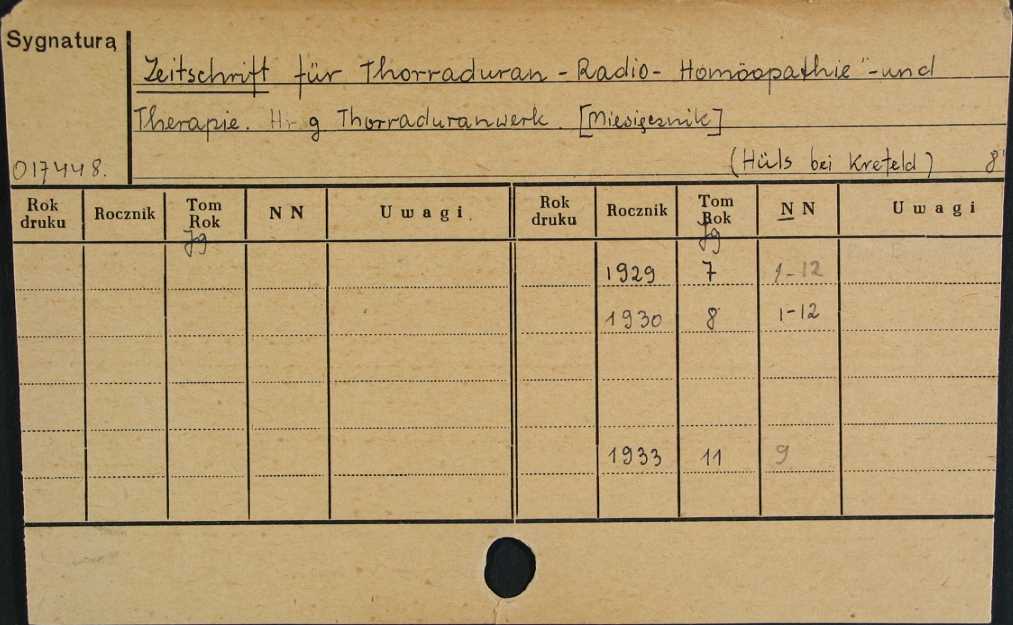 Sygnatura
Zeitschrift für Thorraduran - Radio - Homöopathie" - und
Therapie. Hrg Thorraduranwerk. [Miesięcznik]
017448. (Hüls bei Krefeld) 8°
Rok druku Rocznik Tom Rok NN Uwagi Rok druku Rocznik Tom Rok NN Uwagi
Jg Jg
1929 7 1-12
1930 8 1-12
1933 11 9